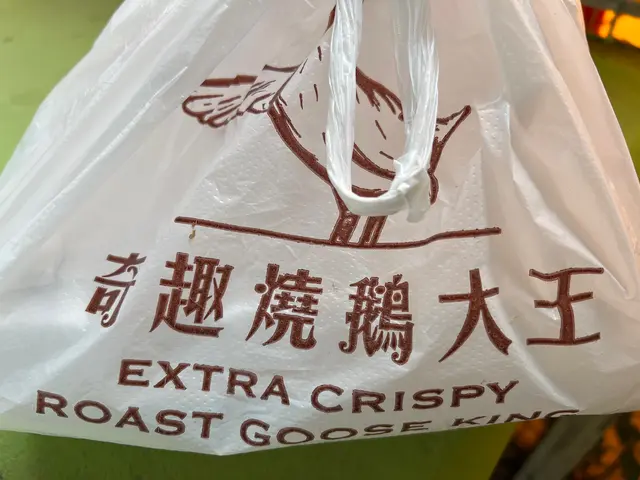 奇趣燒鵝大王
EXTRA CRISPY
ROAST GOOSE KING